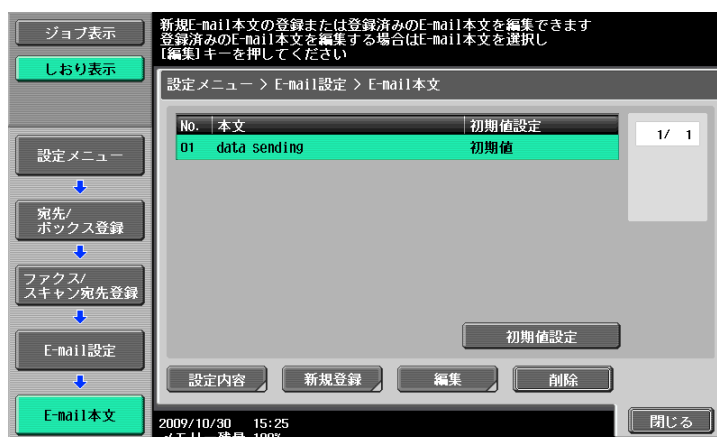 ジョブ表示
しおり表示
設定メニュー
宛先/
ボックス登録
ファクス/
スキャン宛先登録
E-mail設定
E-mail本文
新規E-mail本文の登録または登録済みのE-mail本文を編集できます
登録済みのE-mail本文を編集する場合はE-mail本文を選択し
[編集]キーを押してください
設定メニュー > E-mail設定 > E-mail本文
No. 本文 初期値設定
01 data sending 初期値
1/ 1
初期値設定
設定内容 新規登録 編集 削除
2009/10/30 15:25
メモリ 残量 100%
閉じる